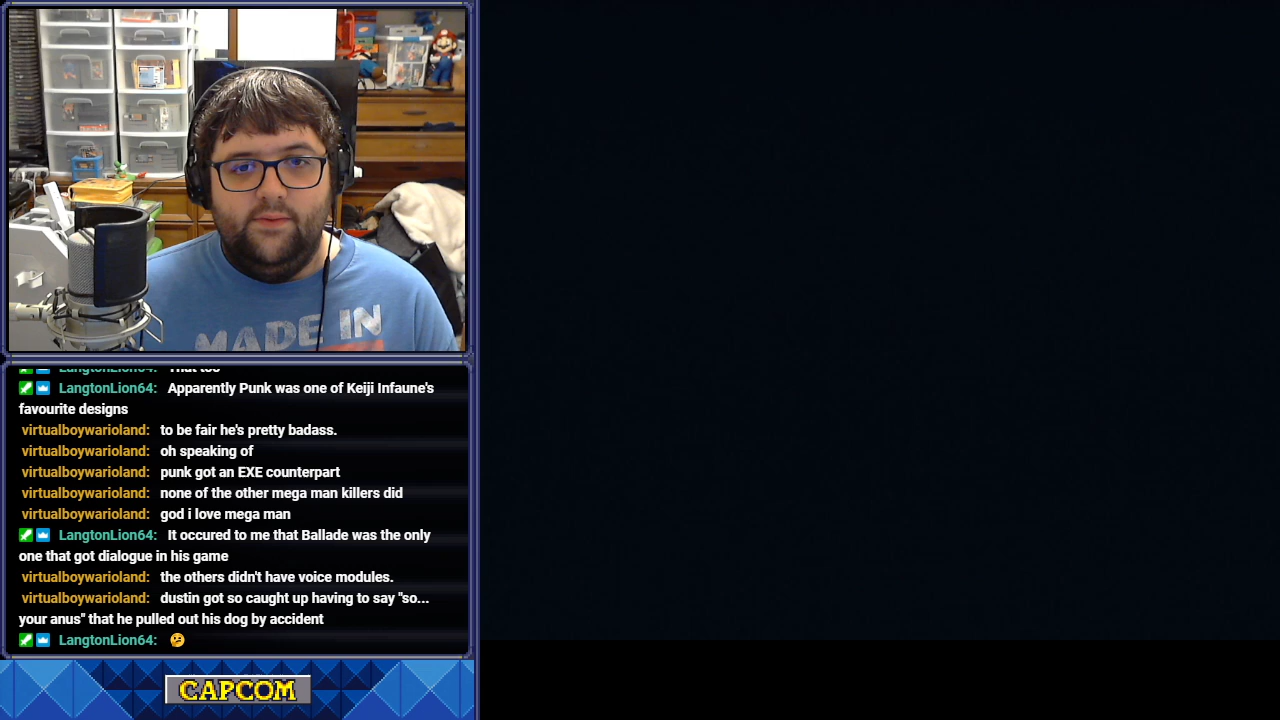 MADE IN
LangtonLion64: That too
LangtonLion64: Apparently Punk was one of Keiji Infaune's
favourite designs
virtualboywarioland: to be fair he's pretty badass.
virtualboywarioland: oh speaking of
virtualboywarioland: punk got an EXE counterpart
virtualboywarioland: none of the other mega man killers did
virtualboywarioland: god i love mega man
LangtonLion64: It occured to me that Ballade was the only
one that got dialogue in his game
virtualboywarioland: the others didn't have voice modules.
virtualboywarioland: dustin got so caught up having to say "so...
your anus" that he pulled out his dog by accident
LangtonLion64: 🤔
CAPCOM